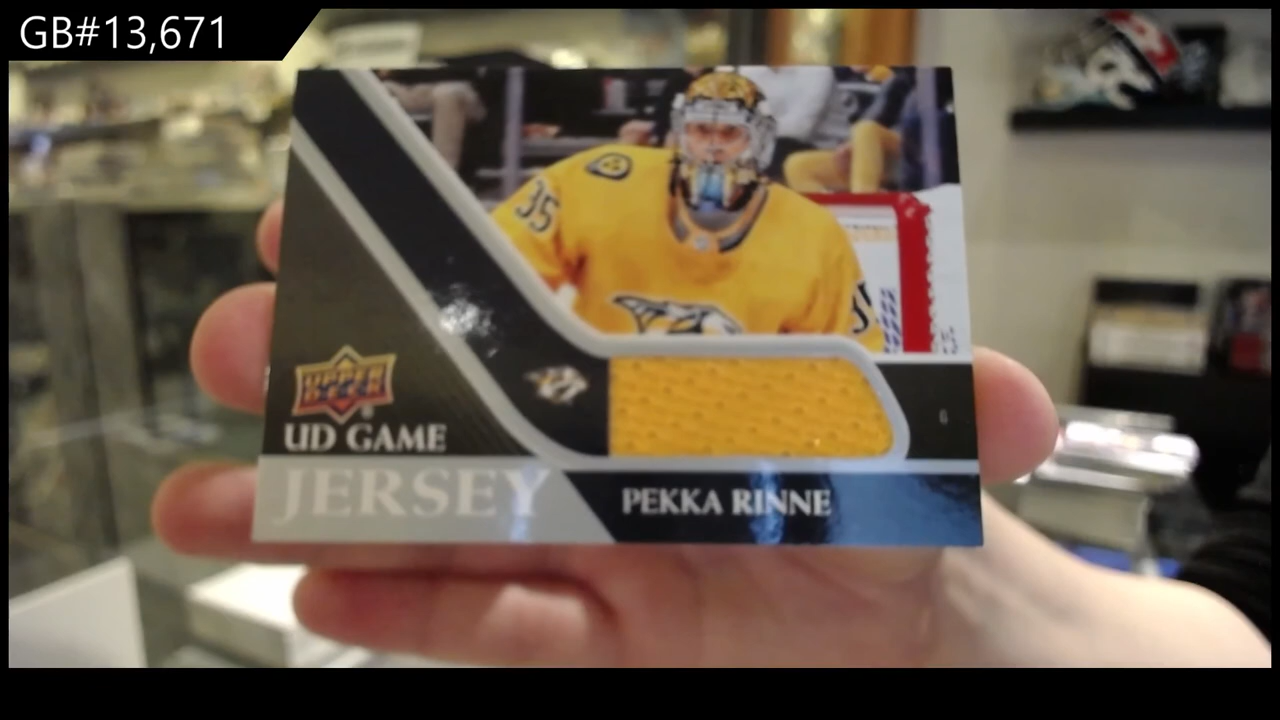 GB#13,671
35
UPPER
DECK
UD GAME
JERSEY
PEKKA RINNE
G